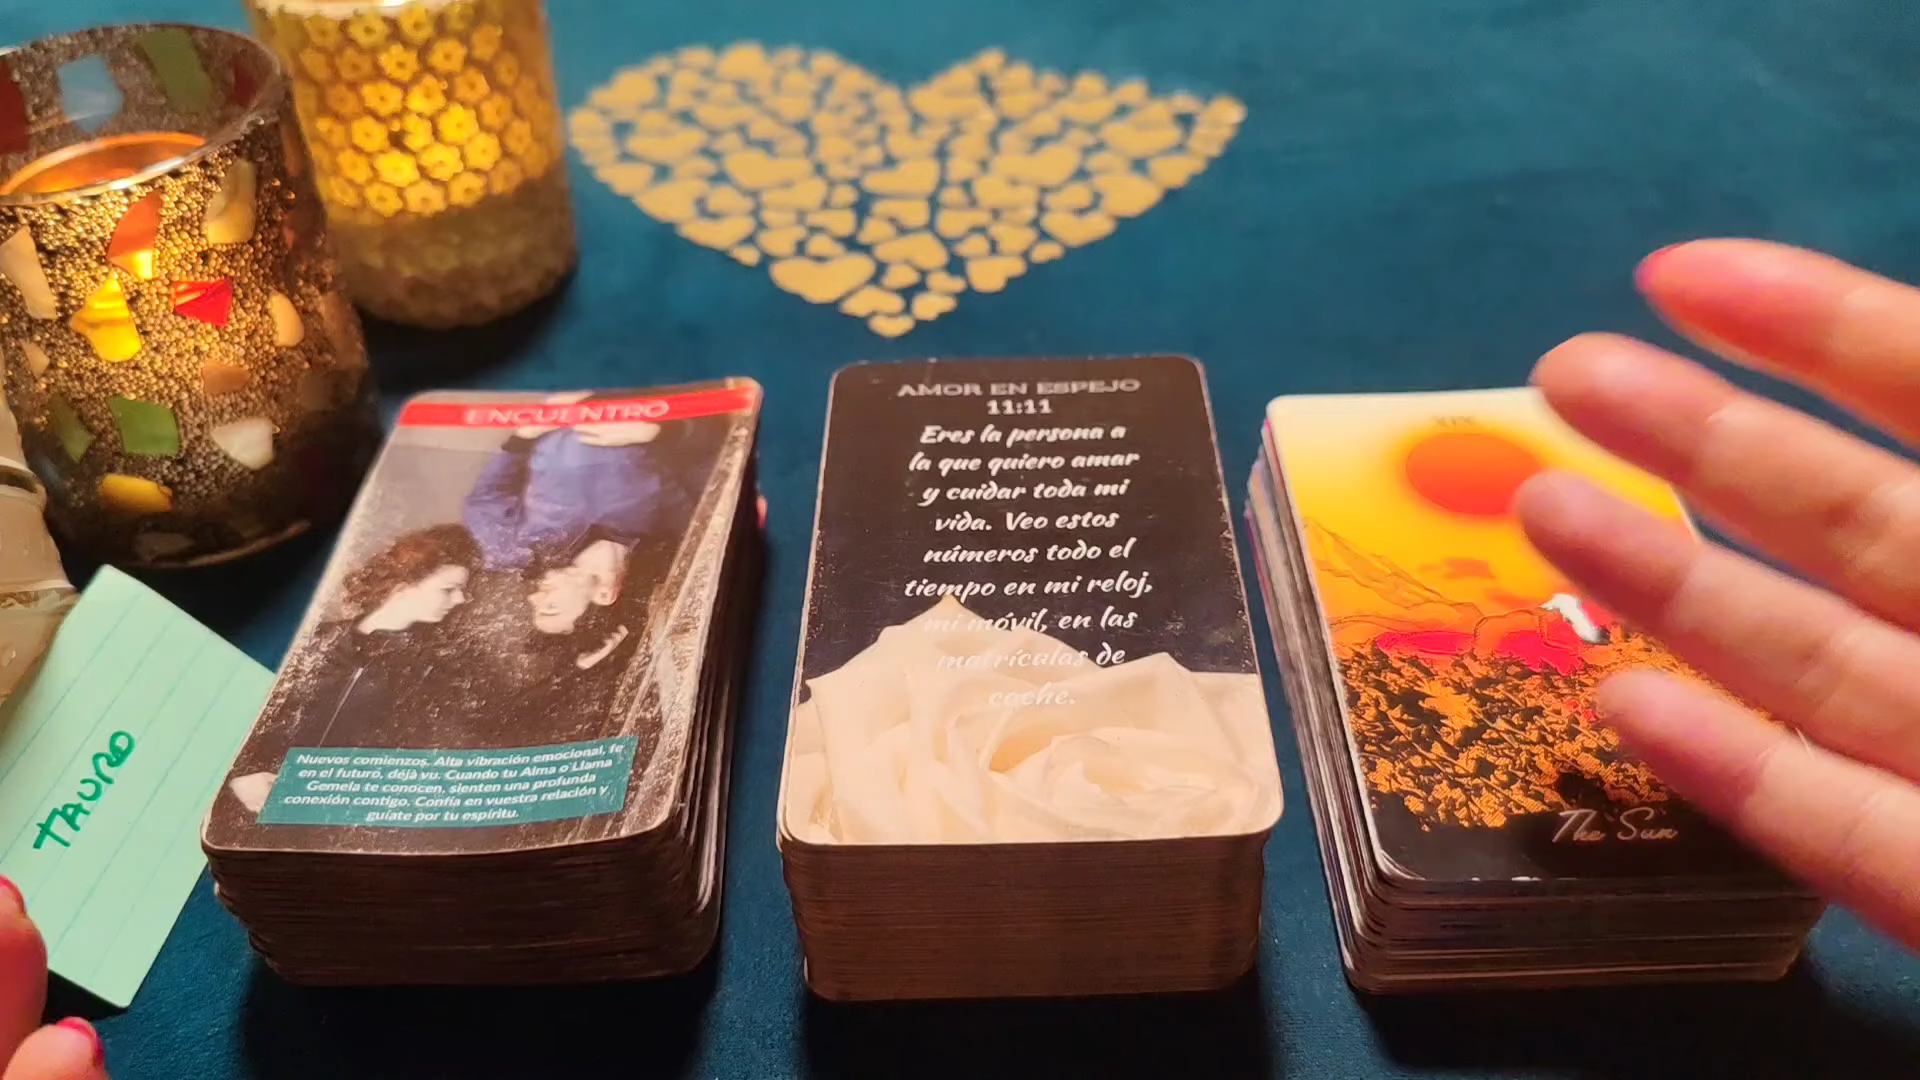 ENCUENTRO
Nuevos comienzos. Alta vibración emocional, fe
en el futuro, dejà vu. Cuando tu Alma o Llama
Gemela te conocen, sienten una profunda
conexión contigo. Confía en vuestra relación y
guíate por tu espíritu.
TAURO
AMOR EN ESPEJO
11:11
Eres la persona a
la que quiero amar
y cuidar toda mi
vida. Veo estos
números todo el
tiempo en mi reloj,
mi móvil, en las
matrículas de
coche.
XIX
The Sun